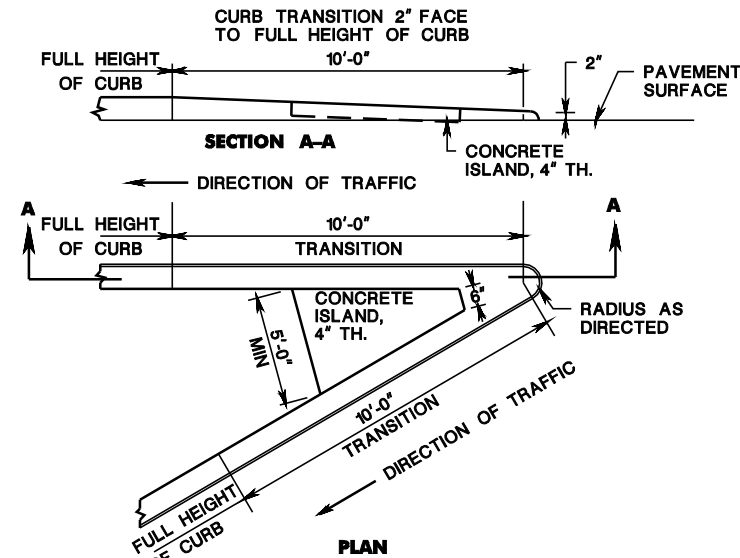 CURB TRANSITION 2" FACE
TO FULL HEIGHT OF CURB
FULL HEIGHT
OF CURB
10'-0"
2"
PAVEMENT
SURFACE
SECTION A-A
CONCRETE
ISLAND, 4" TH.
DIRECTION OF TRAFFIC
A
FULL HEIGHT
OF CURB
10'-0"
TRANSITION
A
CONCRETE
ISLAND,
4" TH.
6"
RADIUS AS
DIRECTED
5'-0"
MIN
10'-0"
TRANSITION
DIRECTION OF TRAFFIC
FULL HEIGHT
OF CURB
PLAN